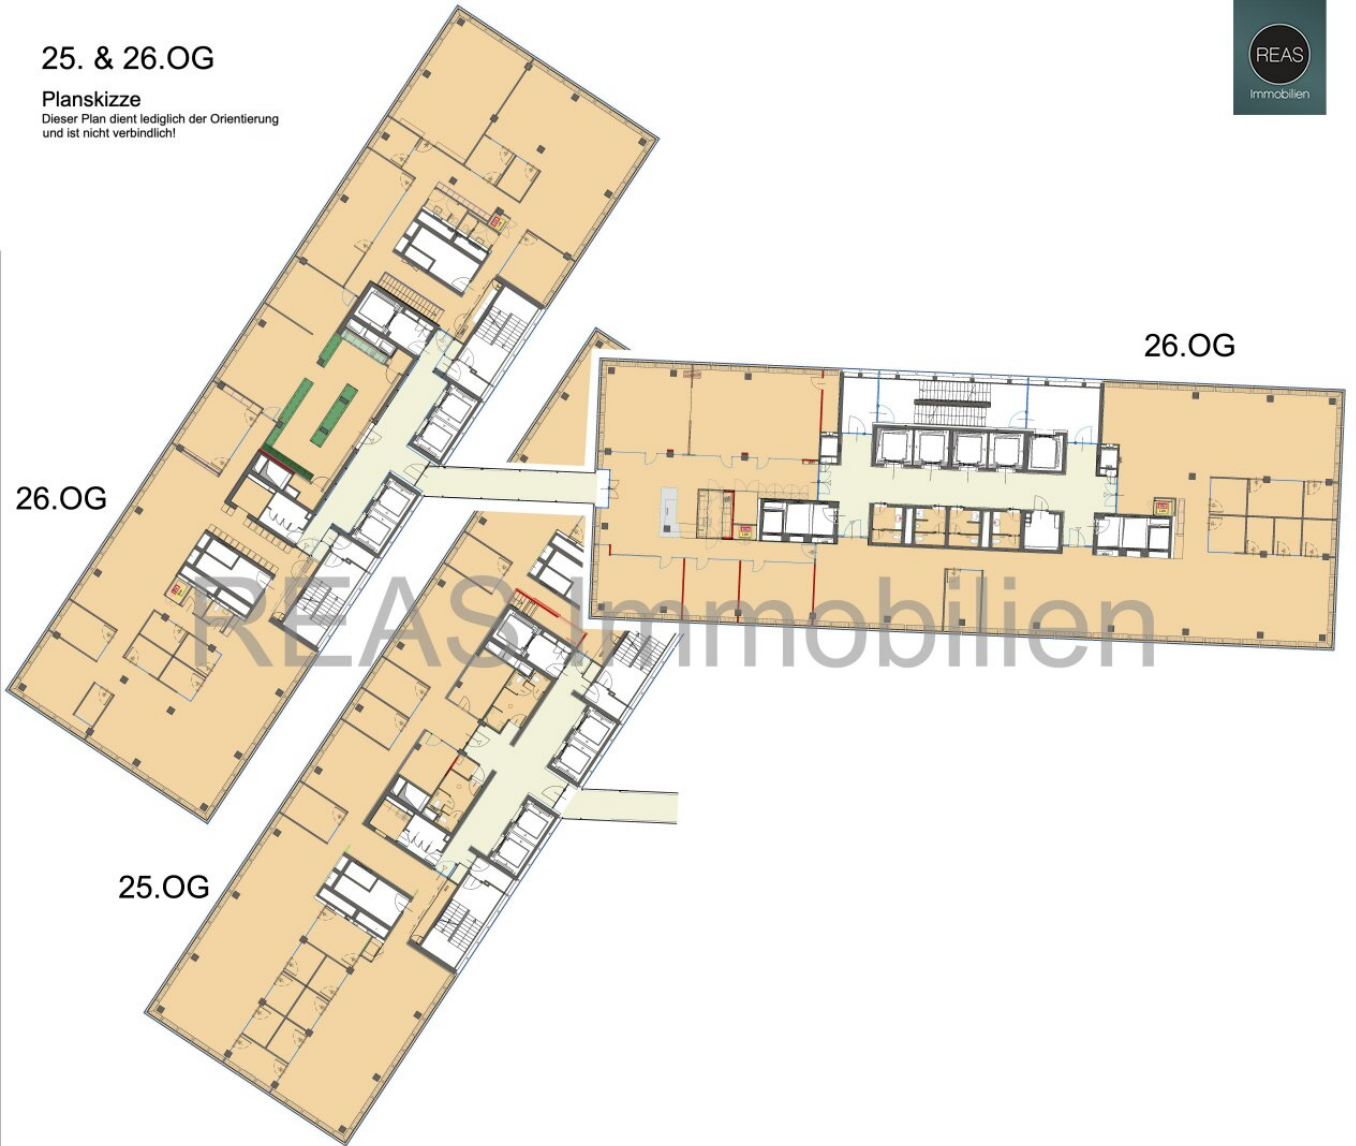 25. & 26.OG
Planskizze
Dieser Plan dient lediglich der Orientierung
und ist nicht verbindlich!
REAS
Immobilien
26.OG
26.OG
REAS Immobilien
25.OG